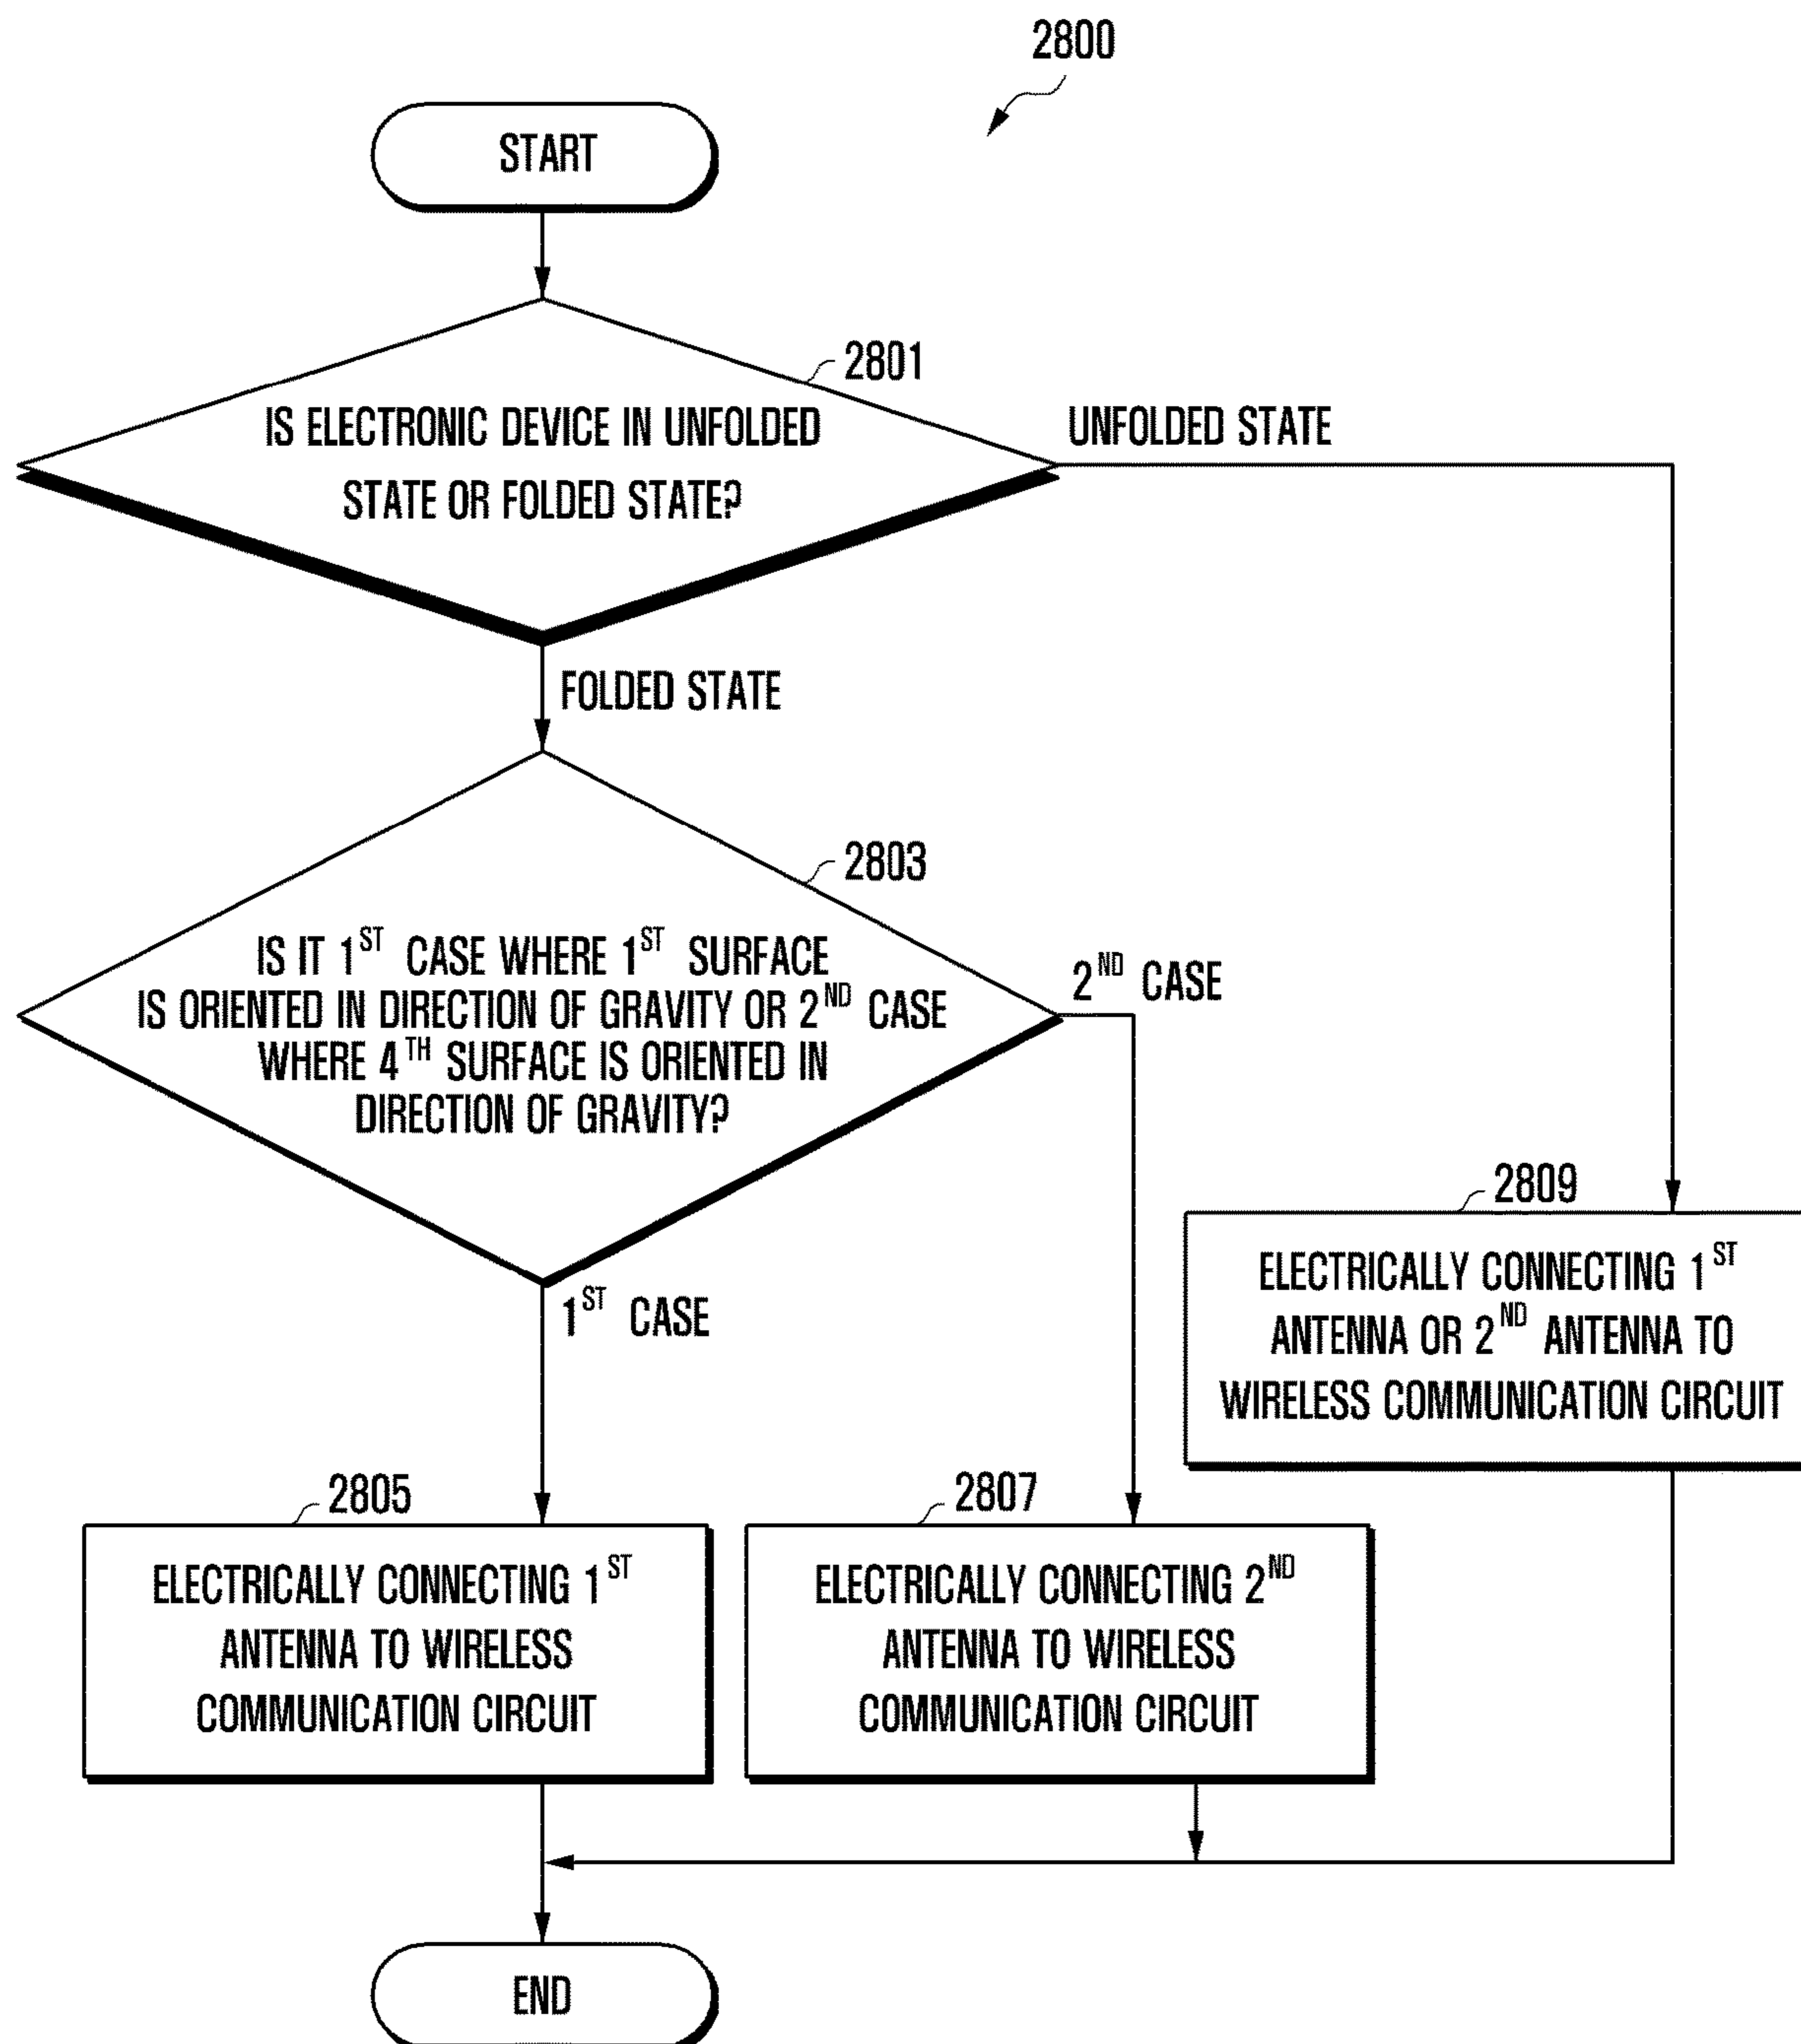 2800
START
2801
IS ELECTRONIC DEVICE IN UNFOLDED
STATE OR FOLDED STATE?
UNFOLDED STATE
FOLDED STATE
2803
IS IT 1ST CASE WHERE 1ST SURFACE
IS ORIENTED IN DIRECTION OF GRAVITY OR 2ND CASE
WHERE 4TH SURFACE IS ORIENTED IN
DIRECTION OF GRAVITY?
2ND CASE
1ST CASE
2809
ELECTRICALLY CONNECTING 1ST
ANTENNA OR 2ND ANTENNA TO
WIRELESS COMMUNICATION CIRCUIT
2805
ELECTRICALLY CONNECTING 1ST
ANTENNA TO WIRELESS
COMMUNICATION CIRCUIT
2807
ELECTRICALLY CONNECTING 2ND
ANTENNA TO WIRELESS
COMMUNICATION CIRCUIT
END